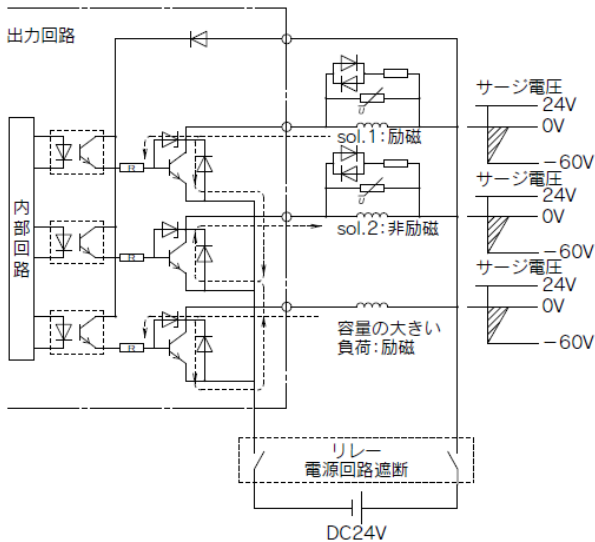 出力回路
内部回路
R
R
R
U
sol.1:励磁
U
sol.2:非励磁
容量の大きい
負荷:励磁
サージ電圧
24V
0V
−60V
サージ電圧
24V
0V
−60V
サージ電圧
24V
0V
−60V
リレー
電源回路遮断
DC24V